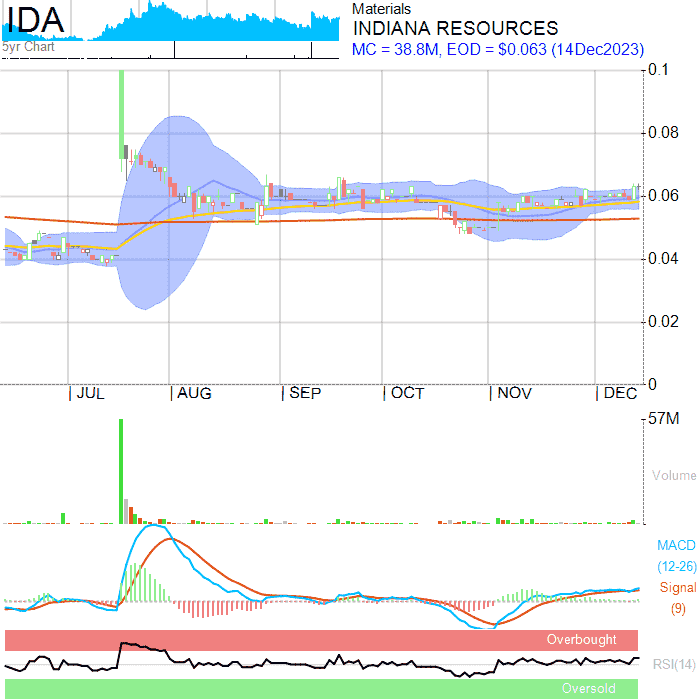 IDA
5yr Chart
Materials
INDIANA RESOURCES
MC = 38.8M, EOD = $0.063 (14Dec2023)
0.1
0.08
0.06
0.04
0.02
0
JUL AUG SEP OCT NOV DEC
57M
Volume
MACD
(12-26)
Signal
(9)
Overbought
RSI(14)
Oversold